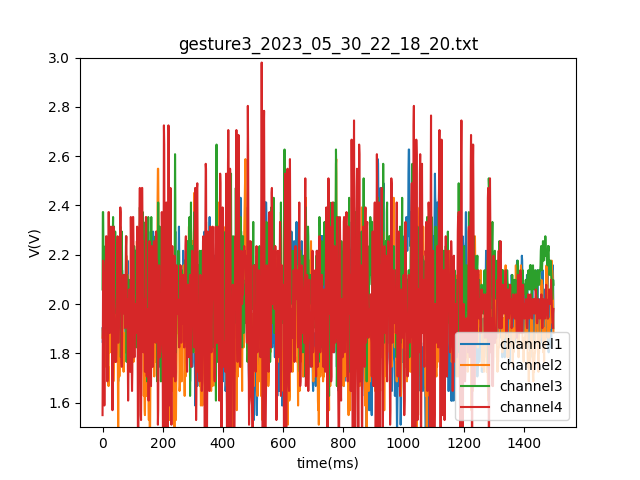 gesture3_2023_05_30_22_18_20.txt
3.0
2.8
2.6
2.4
2.2
2.0
1.8
1.6
V(V)
channel1
channel2
channel3
channel4
0 200 400 600 800 1000 1200 1400
time(ms)